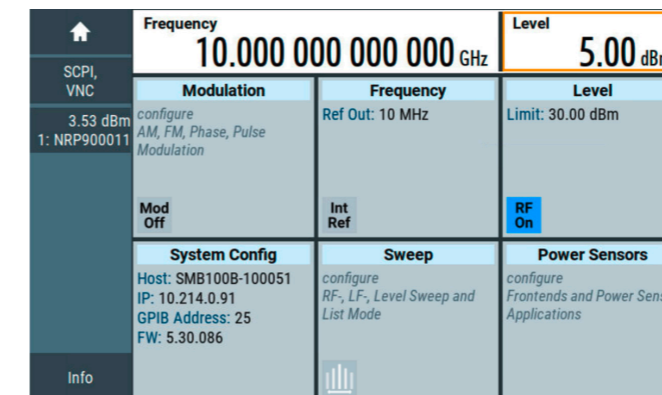 Frequency
10.000 000 000 000 GHz
Level
5.00
SCPI,
VNC
3.53 dBm
1: NRP900011
Modulation
configure
AM, FM, Phase, Pulse
Modulation
Mod
Off
Frequency
Ref Out: 10 MHz
Int
Ref
Level
Limit: 30.00 dBm
RF
On
System Config
Host: SMB100B-100051
IP: 10.214.0.91
GPIB Address: 25
FW: 5.30.086
Sweep
configure
RF-, LF-, Level Sweep and
List Mode
Power Sensors
configure
Frontends and Power
Applications
Info